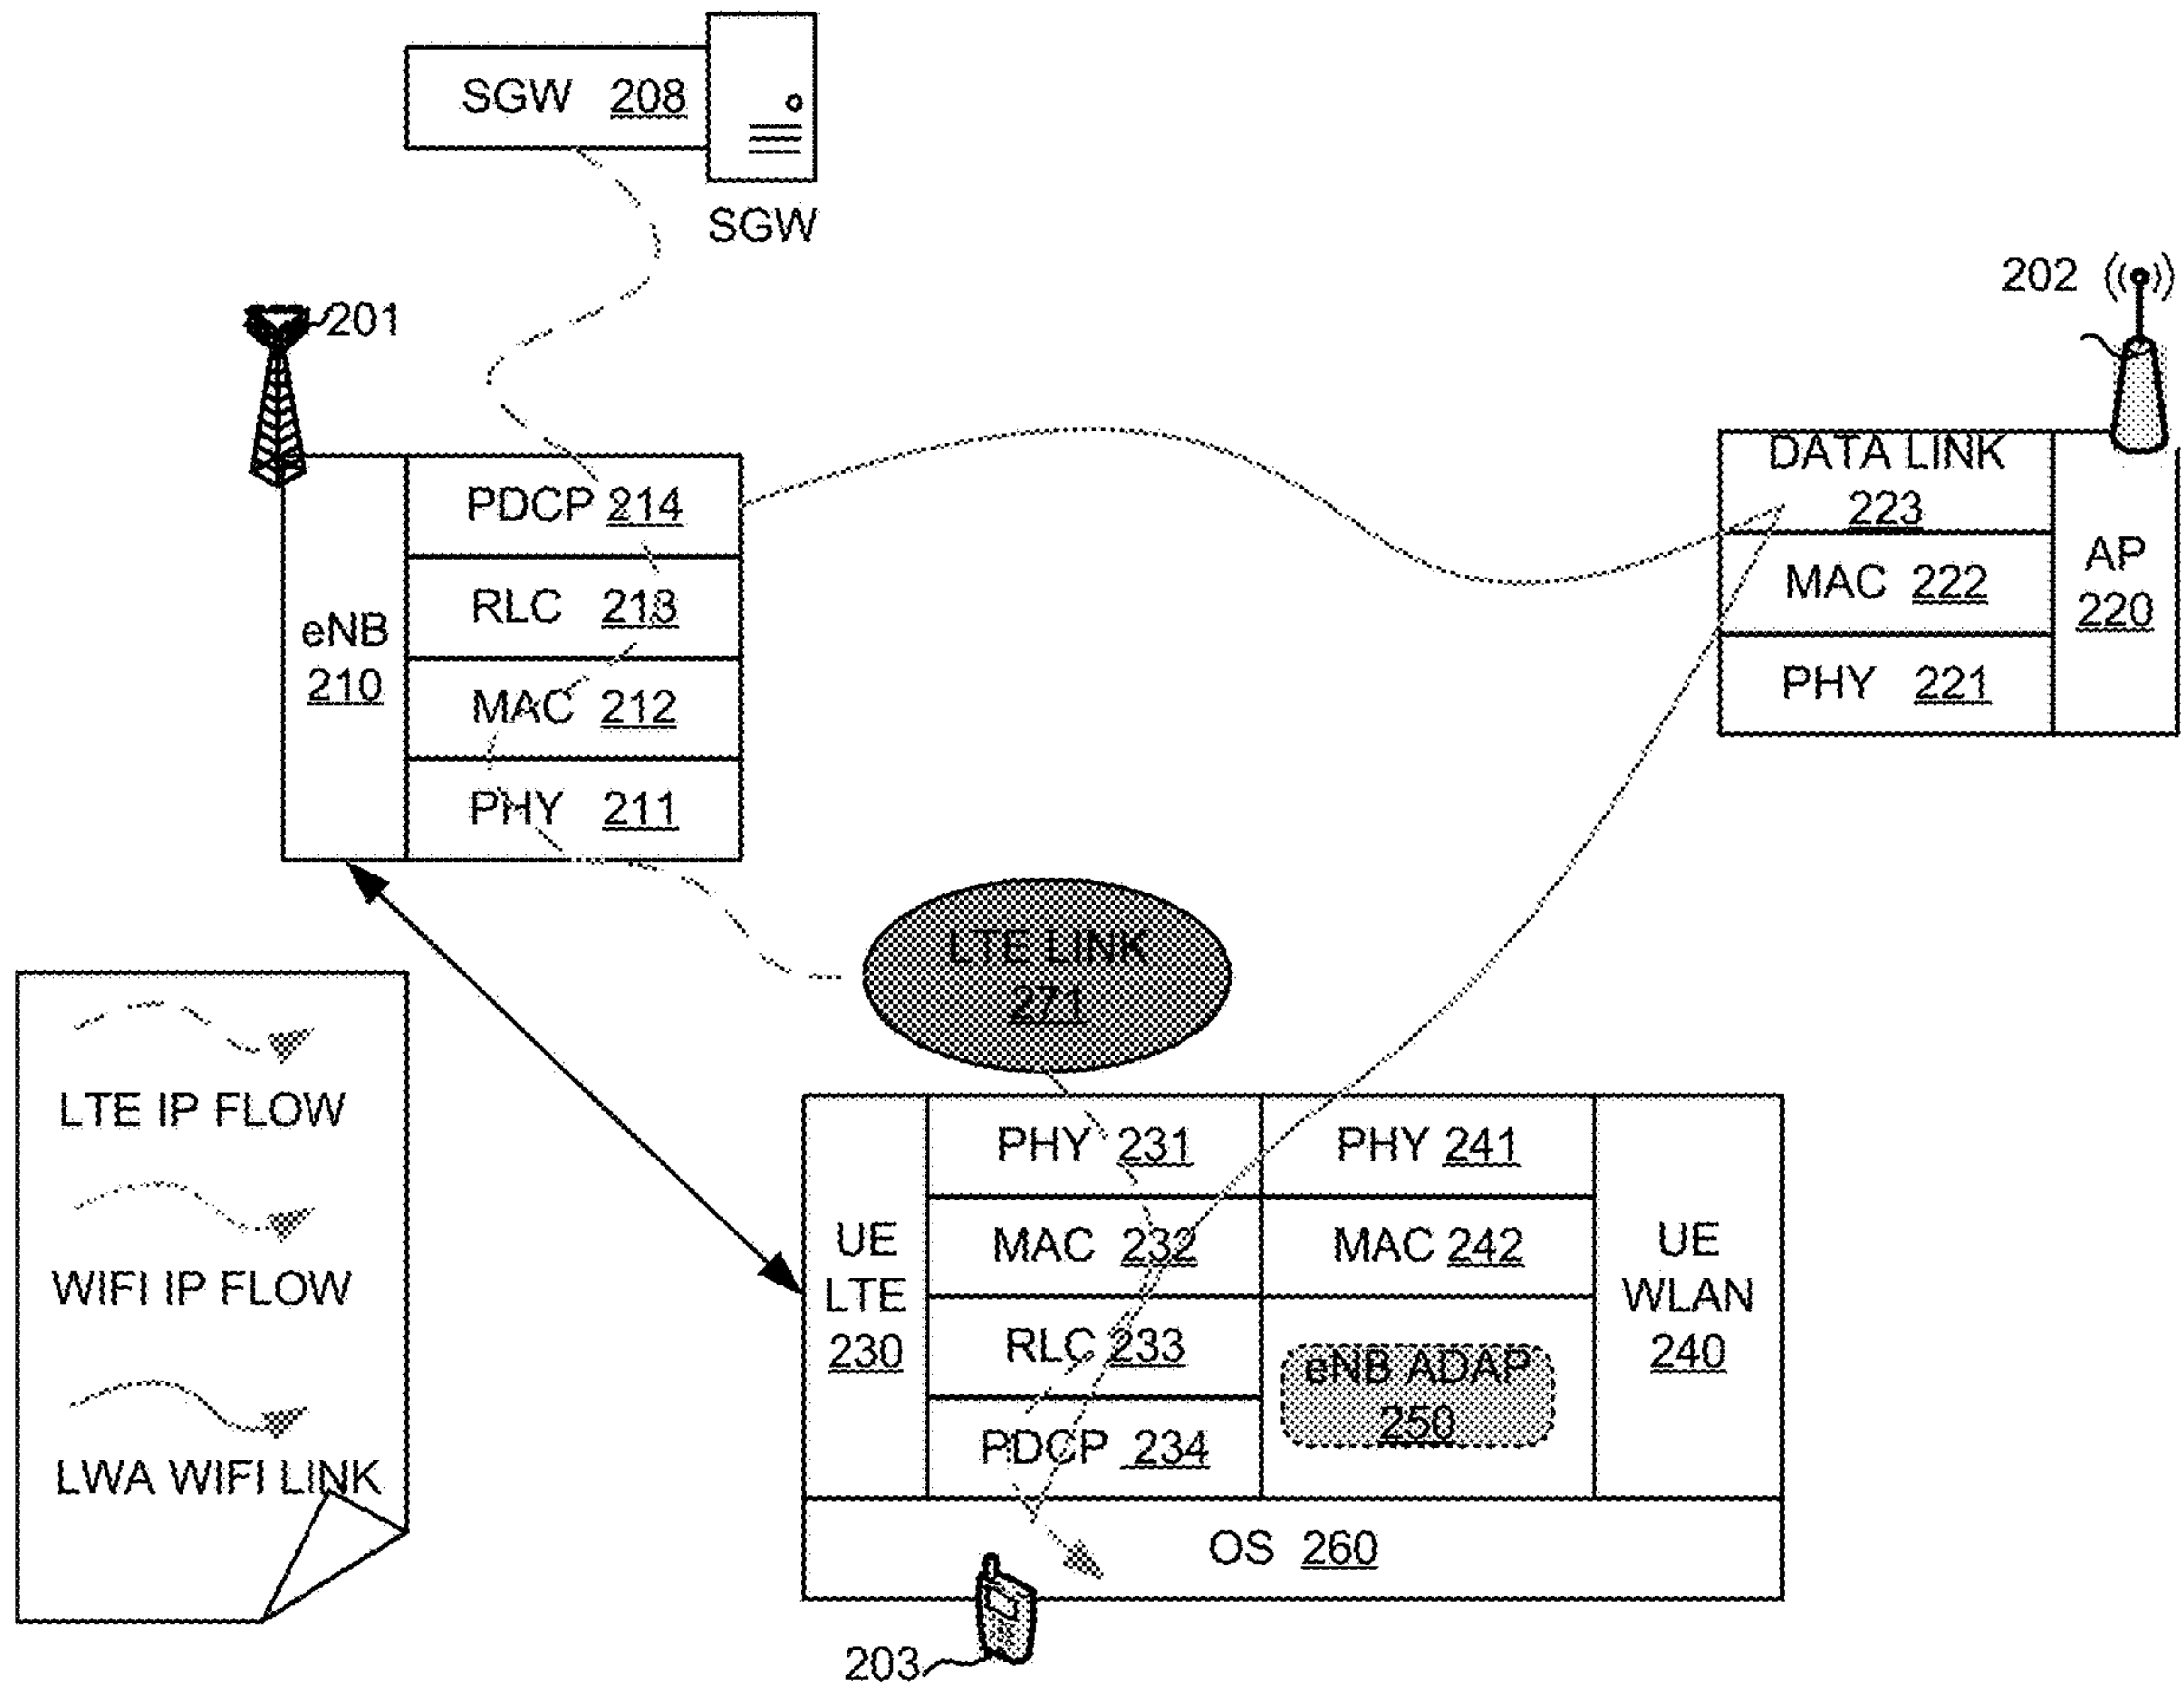 SGW 208
SGW
201
202
PDCP 214
RLC 213
MAC 212
PHY 211
eNB
210
DATA LINK
223
MAC 222
PHY 221
AP
220
LTE LINK
271
LTE IP FLOW
WIFI IP FLOW
LWA WIFI LINK
UE
LTE
230
PHY 231
MAC 232
RLC 233
PDCP 234
PHY 241
MAC 242
eNB ADAP
250
UE
WLAN
240
OS 260
203